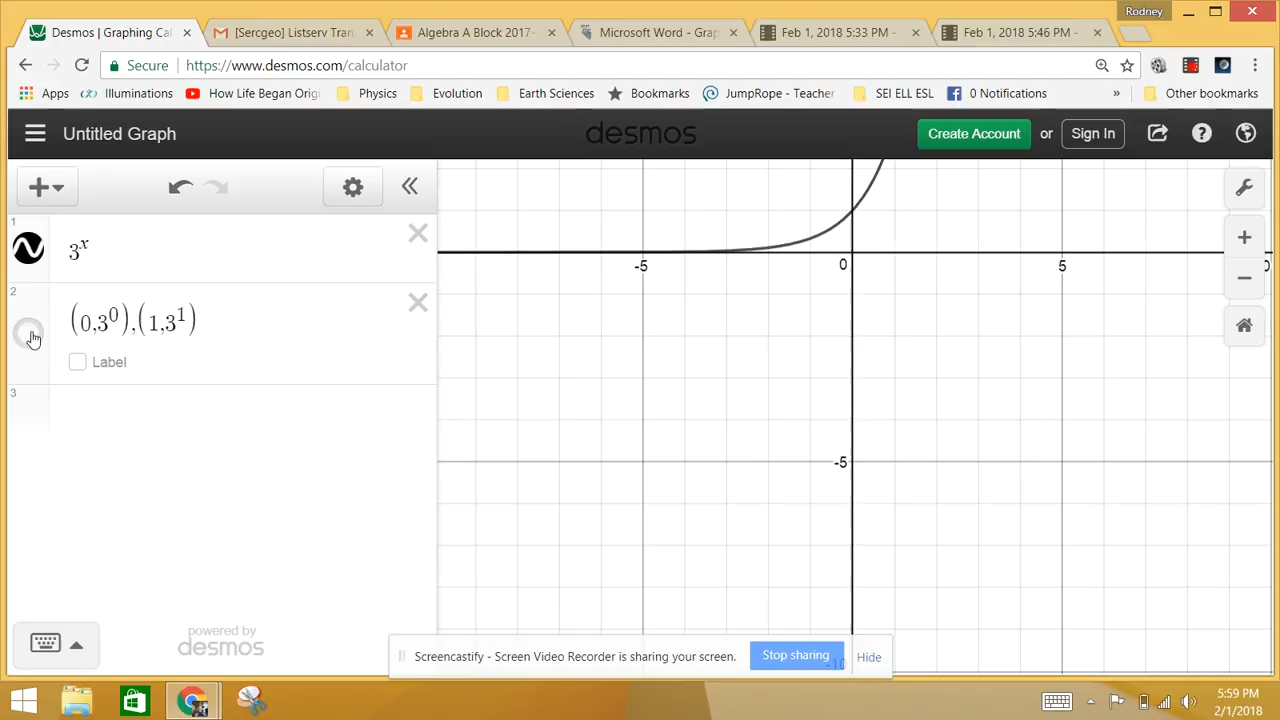 Rodney
Desmos | Graphing Cal
[Sercgeo] Listserv Tran
Algebra A Block 2017-
Microsoft Word - Grap
Feb 1, 2018 5:33 PM -
Feb 1, 2018 5:46 PM -
Secure
https://www.desmos.com/calculator
Apps
Illuminations
How Life Began Origi
Physics
Evolution
Earth Sciences
Bookmarks
JumpRope - Teacher
SEI ELL ESL
0 Notifications
»
Other bookmarks
Untitled Graph
desmos
Create Account
or
Sign In
1
3^x
2
(0,3^0),(1,3^1)
Label
3
-5
0
5
0
-5
-10
powered by
desmos
Screencastify - Screen Video Recorder is sharing your screen.
Stop sharing
Hide
5:59 PM
2/1/2018